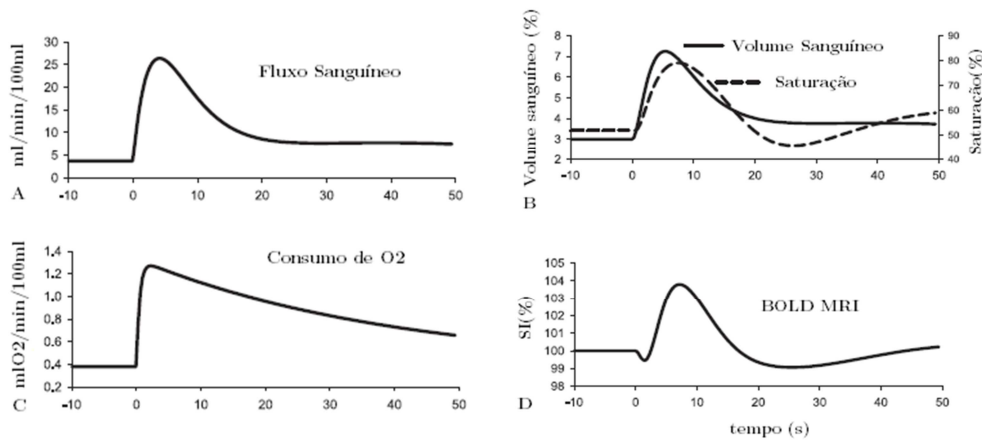 30
25
20
15
10
5
0
ml/min/100ml
Fluxo Sanguíneo
A
-10 0 10 20 30 40 50
8
7
6
5
4
3
2
Volume sanguíneo (%)
Volume Sanguíneo
Saturação
90
80
70
60
50
40
Saturação(%)
-10 0 10 20 30 40 50
B
1.4
1.2
1.0
0.8
0.6
0.4
0.2
mlO2/min/100ml
Consumo de O2
C
-10 0 10 20 30 40 50
105
104
103
102
101
100
99
98
SI(%)
BOLD MRI
D
-10 0 10 20 30 40 50
tempo (s)